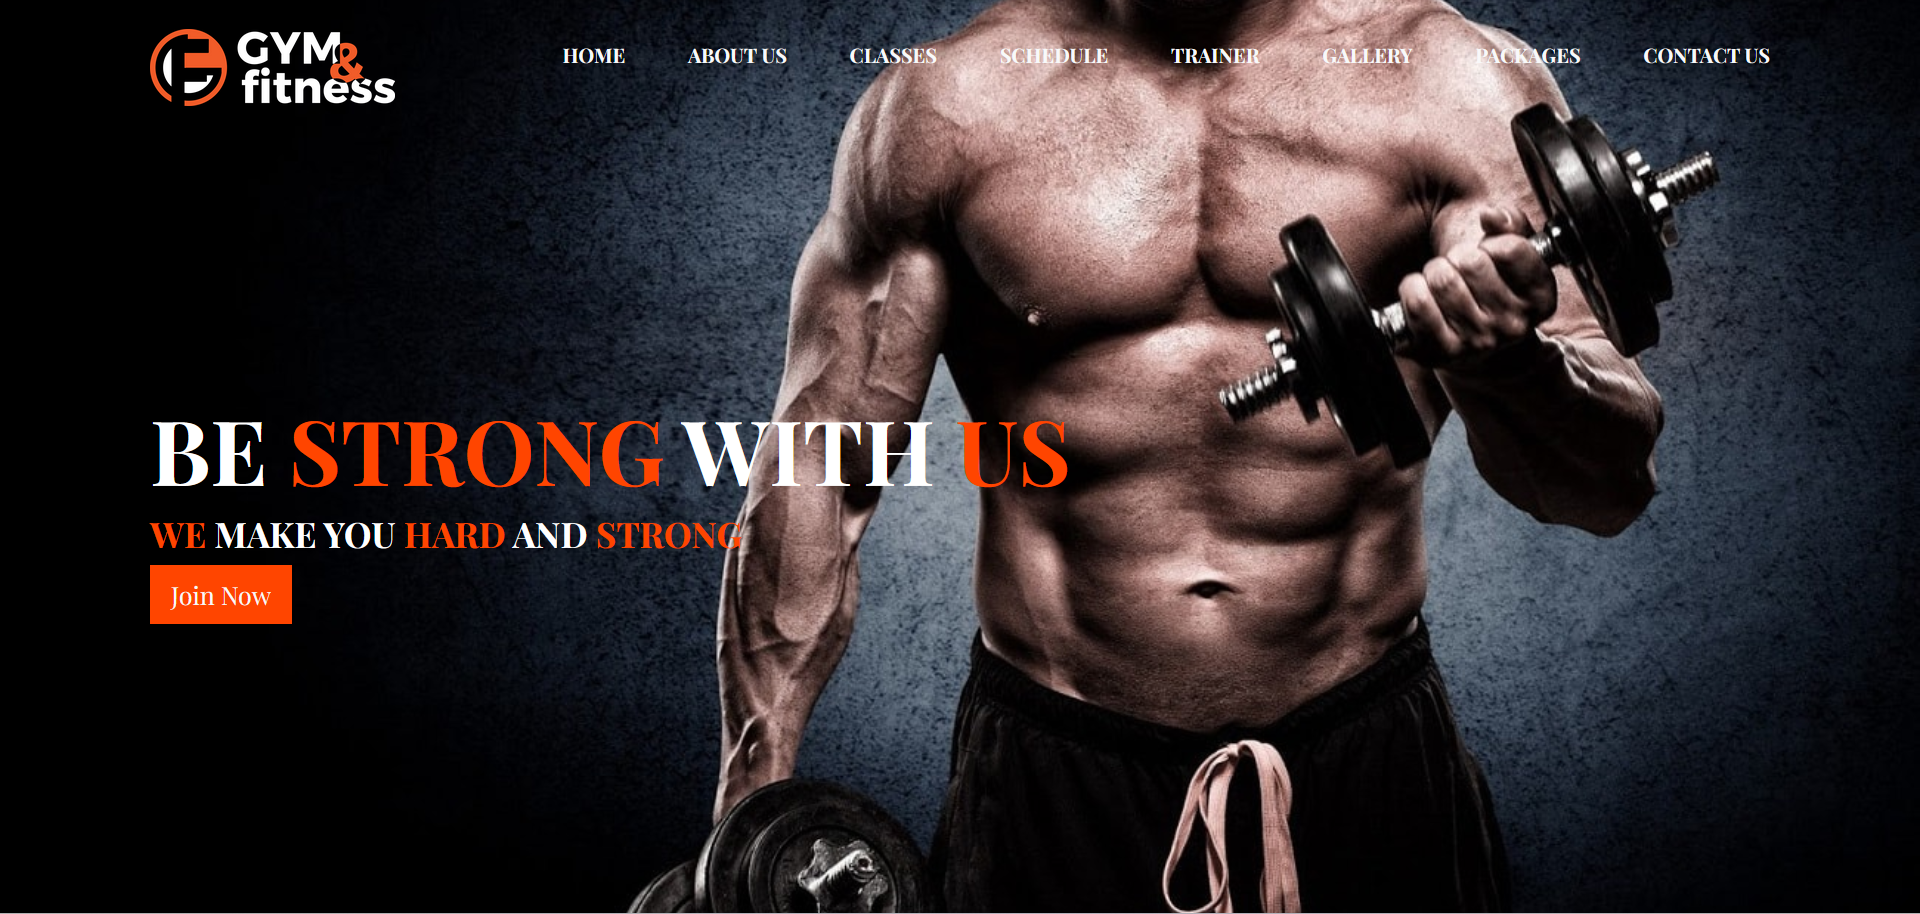 GYM &
fitness
HOME ABOUT US CLASSES SCHEDULE TRAINER GALLERY PACKAGES CONTACT US
BE STRONG WITH US
WE MAKE YOU HARD AND STRONG
Join Now